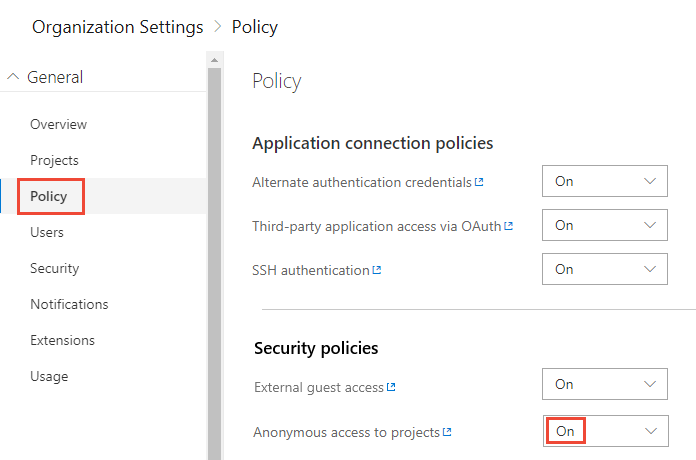 Organization Settings > Policy
General
Overview
Projects
Policy
Users
Security
Notifications
Extensions
Usage
Policy
Application connection policies
Alternate authentication credentials On
Third-party application access via OAuth On
SSH authentication On
Security policies
External guest access On
Anonymous access to projects On